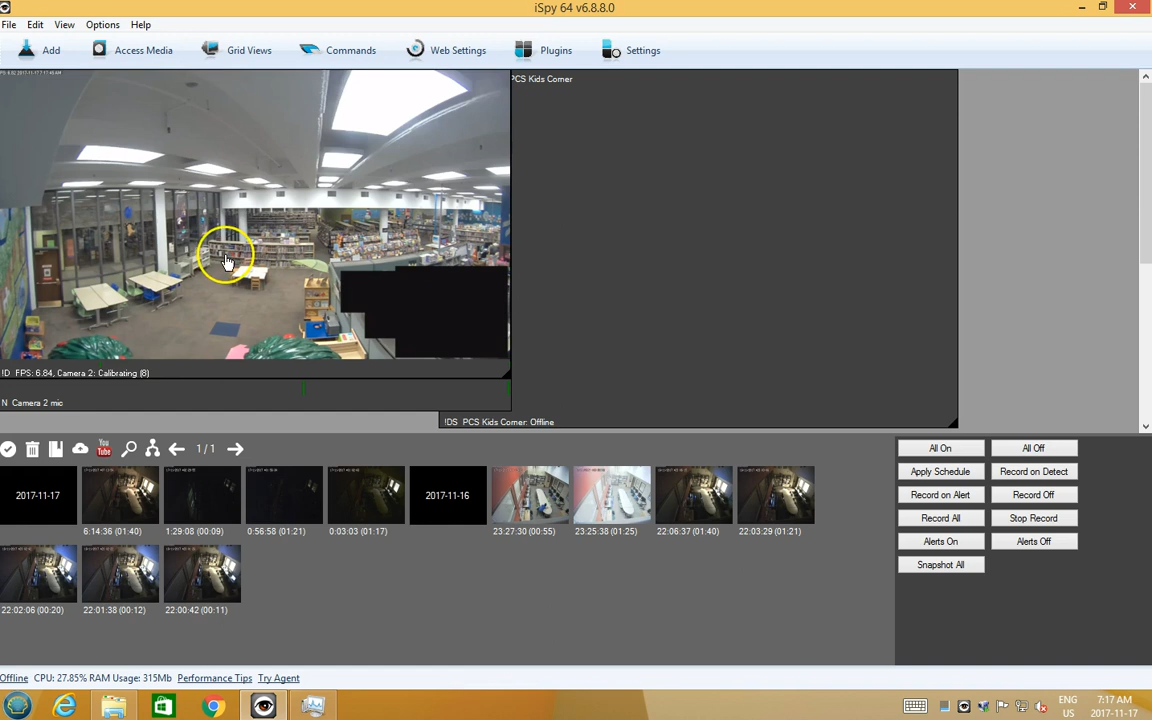 iSpy 64 v6.8.8.0
File Edit View Options Help
Add Access Media Grid Views Commands Web Settings Plugins Settings
PCS Kids Corner
!D FPS: 6.84, Camera 2: Calibrating (8)
N Camera 2 mic
!DS PCS Kids Corner: Offline
You
Tube
1 / 1
2017-11-17
2017-11-16
6:14:36 (01:40) 1:29:08 (00:09) 0:56:58 (01:21) 0:03:03 (01:17) 23:27:30 (00:55) 23:25:38 (01:25) 22:06:37 (01:40) 22:03:29 (01:21)
22:02:06 (00:20) 22:01:38 (00:12) 22:00:42 (00:11)
All On All Off
Apply Schedule Record on Detect
Record on Alert Record Off
Record All Stop Record
Alerts On Alerts Off
Snapshot All
Offline CPU: 27.85% RAM Usage: 315Mb Performance Tips Try Agent
ENG 7:17 AM
US 2017-11-17